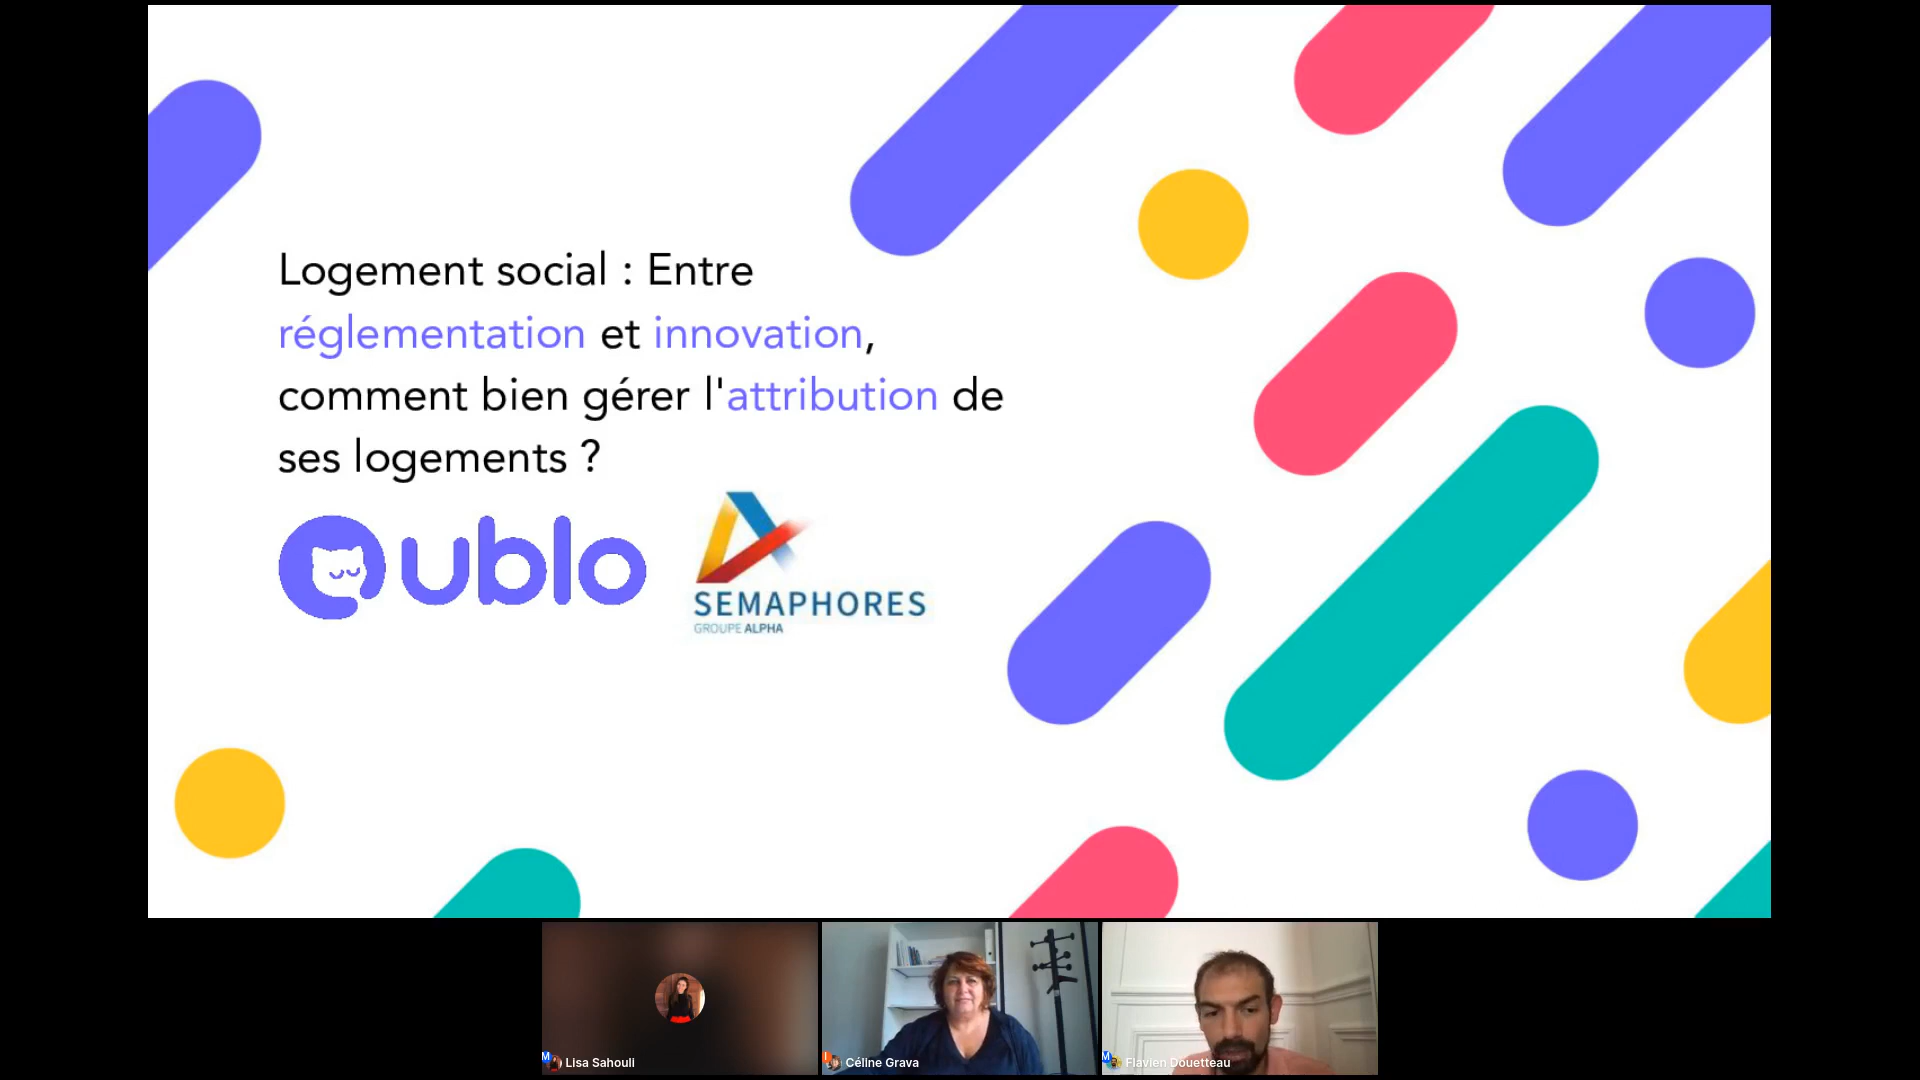 Logement social : Entre
réglementation et innovation,
comment bien gérer l'attribution de
ses logements ?
ublo
SEMAPHORES
GROUPE ALPHA
M
Lisa Sahouli
I
Céline Grava
M
Flavien Douetteau